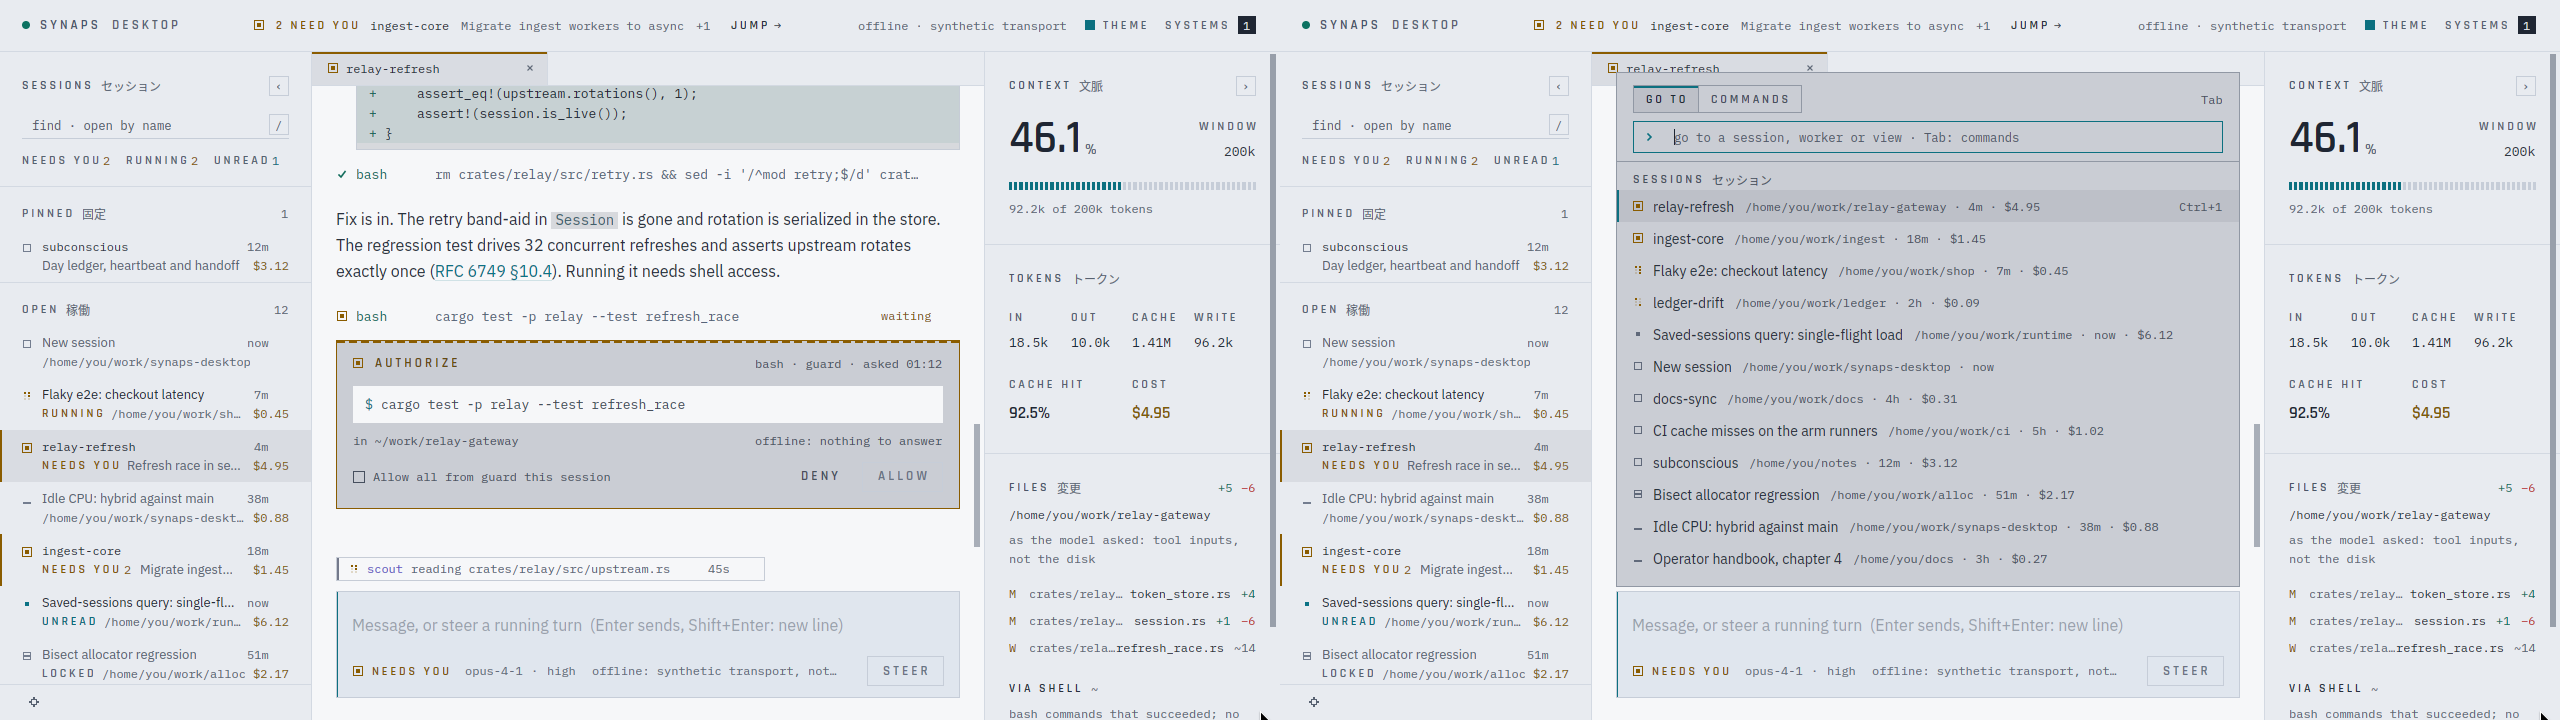 SYNAPS DESKTOP
2 NEED YOU ingest-core Migrate ingest workers to async +1 JUMP →
offline · synthetic transport THEME SYSTEMS 1
SESSIONS セッション ‹
find · open by name /
NEEDS YOU 2 RUNNING 2 UNREAD 1
PINNED 固定 1
subconscious 12m
Day ledger, heartbeat and handoff $3.12
OPEN 稼働 12
New session now
/home/you/work/synaps-desktop
Flaky e2e: checkout latency 7m
RUNNING /home/you/work/sh… $0.45
relay-refresh 4m
NEEDS YOU Refresh race in se… $4.95
Idle CPU: hybrid against main 38m
/home/you/work/synaps-deskt… $0.88
ingest-core 18m
NEEDS YOU 2 Migrate ingest… $1.45
Saved-sessions query: single-fl… now
UNREAD /home/you/work/run… $6.12
Bisect allocator regression 51m
LOCKED /home/you/work/alloc $2.17
relay-refresh ×
+ assert_eq!(upstream.rotations(), 1);
+ assert!(session.is_live());
+ }
✓ bash rm crates/relay/src/retry.rs && sed -i '/^mod retry;$/d' crat…
Fix is in. The retry band-aid in Session is gone and rotation is serialized in the store.
The regression test drives 32 concurrent refreshes and asserts upstream rotates
exactly once (RFC 6749 §10.4). Running it needs shell access.
bash cargo test -p relay --test refresh_race waiting
AUTHORIZE bash · guard · asked 01:12
$ cargo test -p relay --test refresh_race
in ~/work/relay-gateway offline: nothing to answer
Allow all from guard this session DENY ALLOW
scout reading crates/relay/src/upstream.rs 45s
Message, or steer a running turn (Enter sends, Shift+Enter: new line)
NEEDS YOU opus-4-1 · high offline: synthetic transport, not… STEER
CONTEXT 文脈 ›
46.1 % WINDOW
200k
92.2k of 200k tokens
TOKENS トークン
IN OUT CACHE WRITE
18.5k 10.0k 1.41M 96.2k
CACHE HIT COST
92.5% $4.95
FILES 変更 +5 −6
/home/you/work/relay-gateway
as the model asked: tool inputs,
not the disk
M crates/relay… token_store.rs +4
M crates/relay… session.rs +1 −6
W crates/rela…refresh_race.rs ~14
VIA SHELL ~
bash commands that succeeded; no
SYNAPS DESKTOP
2 NEED YOU ingest-core Migrate ingest workers to async +1 JUMP →
offline · synthetic transport THEME SYSTEMS 1
SESSIONS セッション ‹
find · open by name /
NEEDS YOU 2 RUNNING 2 UNREAD 1
PINNED 固定 1
subconscious 12m
Day ledger, heartbeat and handoff $3.12
OPEN 稼働 12
New session now
/home/you/work/synaps-desktop
Flaky e2e: checkout latency 7m
RUNNING /home/you/work/sh… $0.45
relay-refresh 4m
NEEDS YOU Refresh race in se… $4.95
Idle CPU: hybrid against main 38m
/home/you/work/synaps-deskt… $0.88
ingest-core 18m
NEEDS YOU 2 Migrate ingest… $1.45
Saved-sessions query: single-fl… now
UNREAD /home/you/work/run… $6.12
Bisect allocator regression 51m
LOCKED /home/you/work/alloc $2.17
relay-refresh ×
GO TO COMMANDS Tab
› go to a session, worker or view · Tab: commands
SESSIONS セッション
relay-refresh /home/you/work/relay-gateway · 4m · $4.95 Ctrl+1
ingest-core /home/you/work/ingest · 18m · $1.45
Flaky e2e: checkout latency /home/you/work/shop · 7m · $0.45
ledger-drift /home/you/work/ledger · 2h · $0.09
Saved-sessions query: single-flight load /home/you/work/runtime · now · $6.12
New session /home/you/work/synaps-desktop · now
docs-sync /home/you/work/docs · 4h · $0.31
CI cache misses on the arm runners /home/you/work/ci · 5h · $1.02
subconscious /home/you/notes · 12m · $3.12
Bisect allocator regression /home/you/work/alloc · 51m · $2.17
Idle CPU: hybrid against main /home/you/work/synaps-desktop · 38m · $0.88
Operator handbook, chapter 4 /home/you/docs · 3h · $0.27
Message, or steer a running turn (Enter sends, Shift+Enter: new line)
NEEDS YOU opus-4-1 · high offline: synthetic transport, not… STEER
CONTEXT 文脈 ›
46.1 % WINDOW
200k
92.2k of 200k tokens
TOKENS トークン
IN OUT CACHE WRITE
18.5k 10.0k 1.41M 96.2k
CACHE HIT COST
92.5% $4.95
FILES 変更 +5 −6
/home/you/work/relay-gateway
as the model asked: tool inputs,
not the disk
M crates/relay… token_store.rs +4
M crates/relay… session.rs +1 −6
W crates/rela…refresh_race.rs ~14
VIA SHELL ~
bash commands that succeeded; no